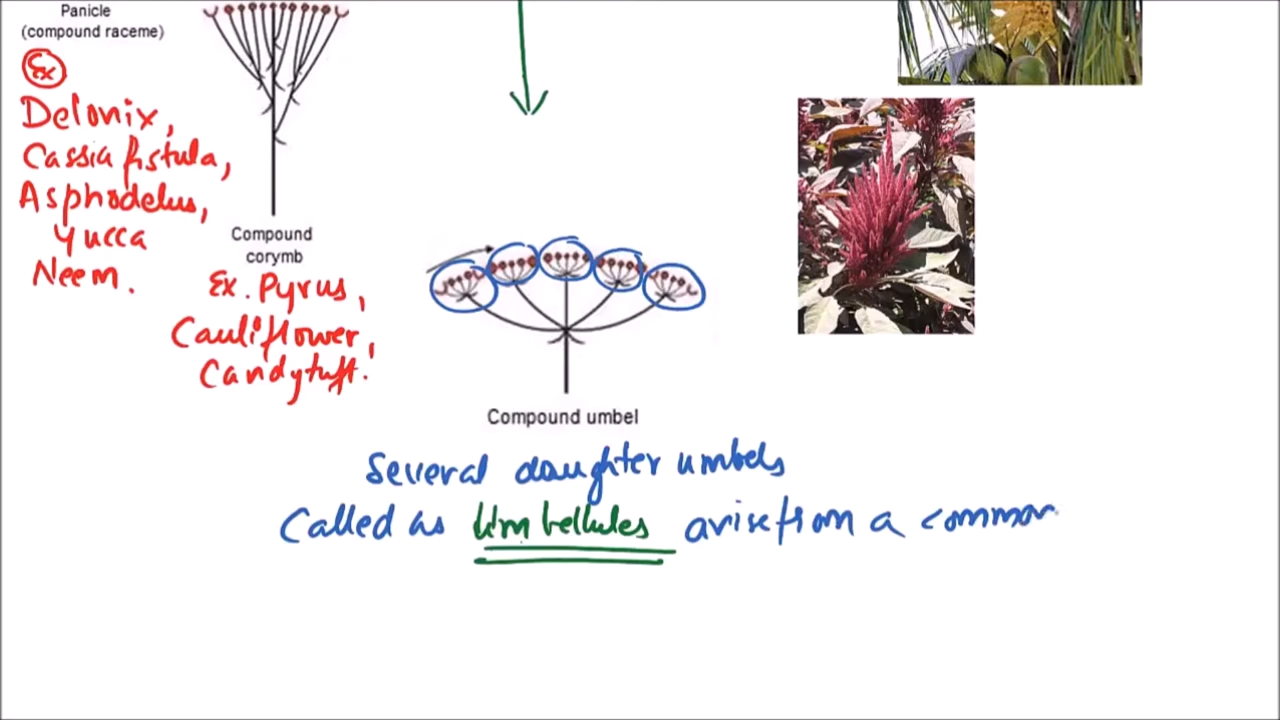 Panicle
(compound raceme)
Ex
Delonix,
Cassia fistula,
Asphodelus,
Yucca
Neem.
Compound
corymb
Ex. Pyrus,
Cauliflower,
Candytuft.
Compound umbel
Several daughter umbels
Called as Umbellules arise from a common